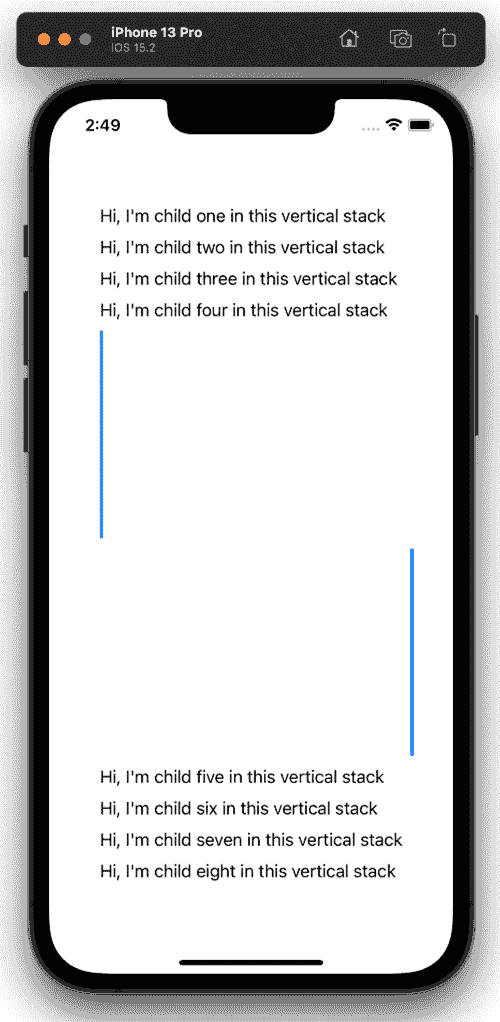 iPhone 13 Pro
iOS 15.2
2:49
Hi, I'm child one in this vertical stack
Hi, I'm child two in this vertical stack
Hi, I'm child three in this vertical stack
Hi, I'm child four in this vertical stack
Hi, I'm child five in this vertical stack
Hi, I'm child six in this vertical stack
Hi, I'm child seven in this vertical stack
Hi, I'm child eight in this vertical stack